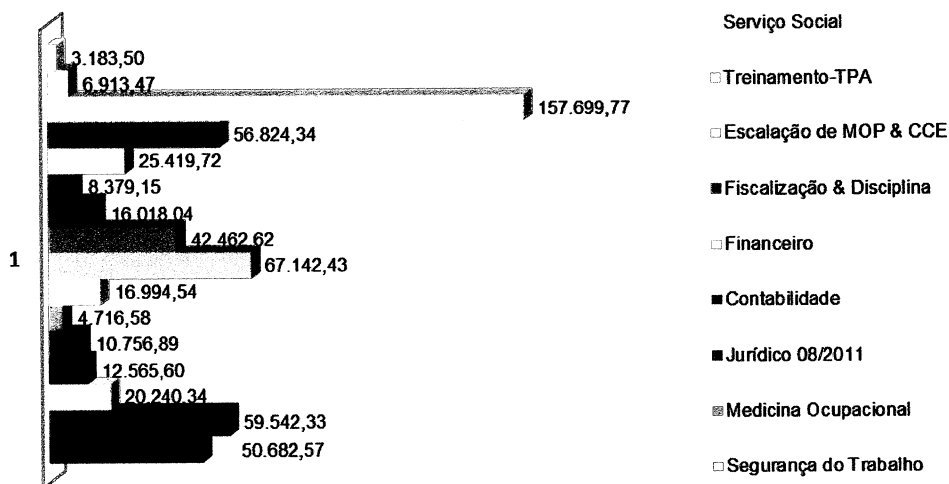 3.183,50
6.913,47
157.699,77
56.824,34
25.419,72
8.379,15
16.018,04
42.462,62
1
67.142,43
16.994,54
4.716,58
10.756,89
12.565,60
20.240,34
59.542,33
50.682,57
Serviço Social
Treinamento-TPA
Escalação de MOP & CCE
Fiscalização & Disciplina
Financeiro
Contabilidade
Jurídico 08/2011
Medicina Ocupacional
Segurança do Trabalho